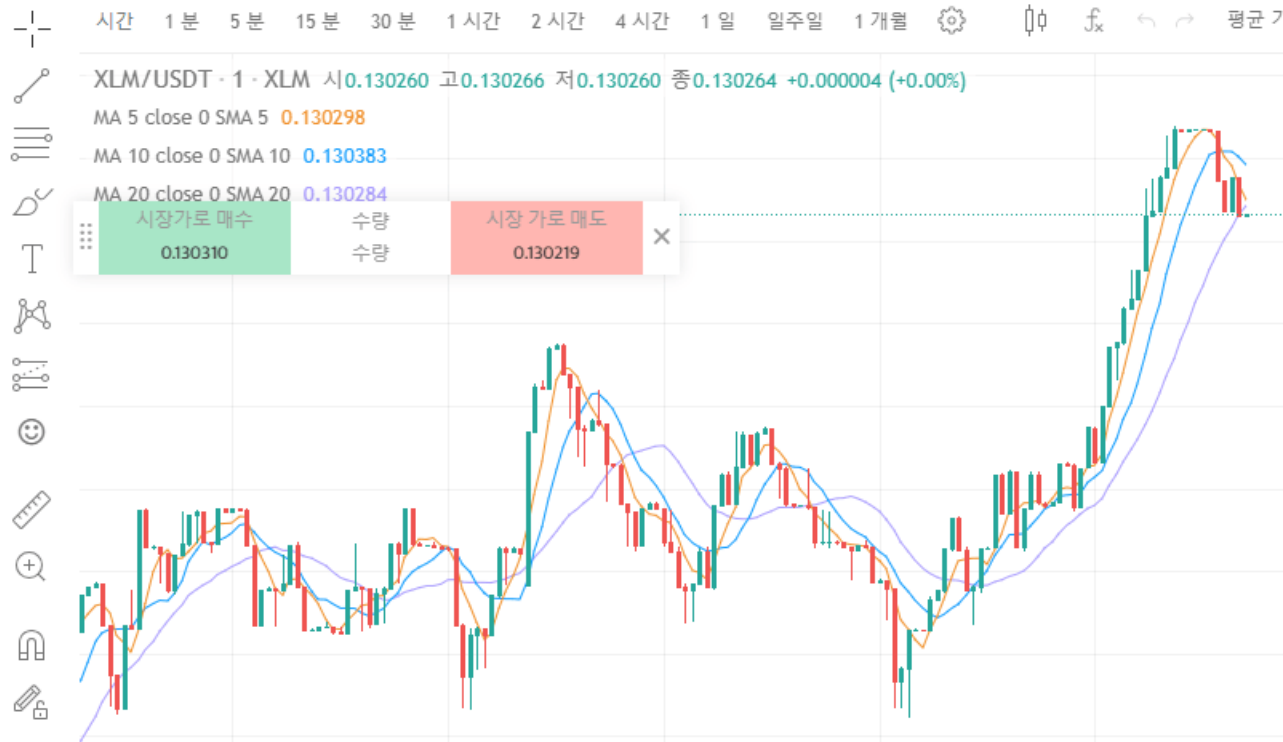 시간 1 분 5 분 15 분 30 분 1 시간 2 시간 4 시간 1 일 일주일 1 개월 fx 평균
XLM/USDT · 1 · XLM 시0.130260 고0.130266 저0.130260 종0.130264 +0.000004 (+0.00%)
MA 5 close 0 SMA 5 0.130298
MA 10 close 0 SMA 10 0.130383
MA 20 close 0 SMA 20 0.130284
시장가로 매수 수량 시장 가로 매도
0.130310 수량 0.130219
T